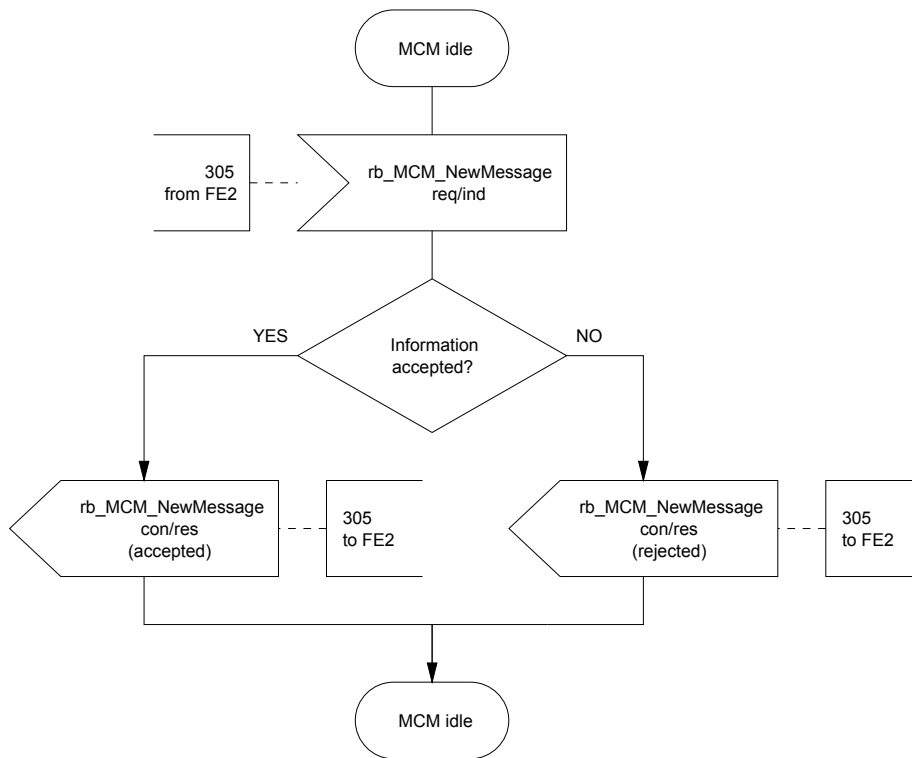 MCM idle
305
from FE2
rb_MCM_NewMessage
req/ind
YES
NO
Information
accepted?
rb_MCM_NewMessage
con/res
(accepted)
305
to FE2
rb_MCM_NewMessage
con/res
(rejected)
305
to FE2
MCM idle